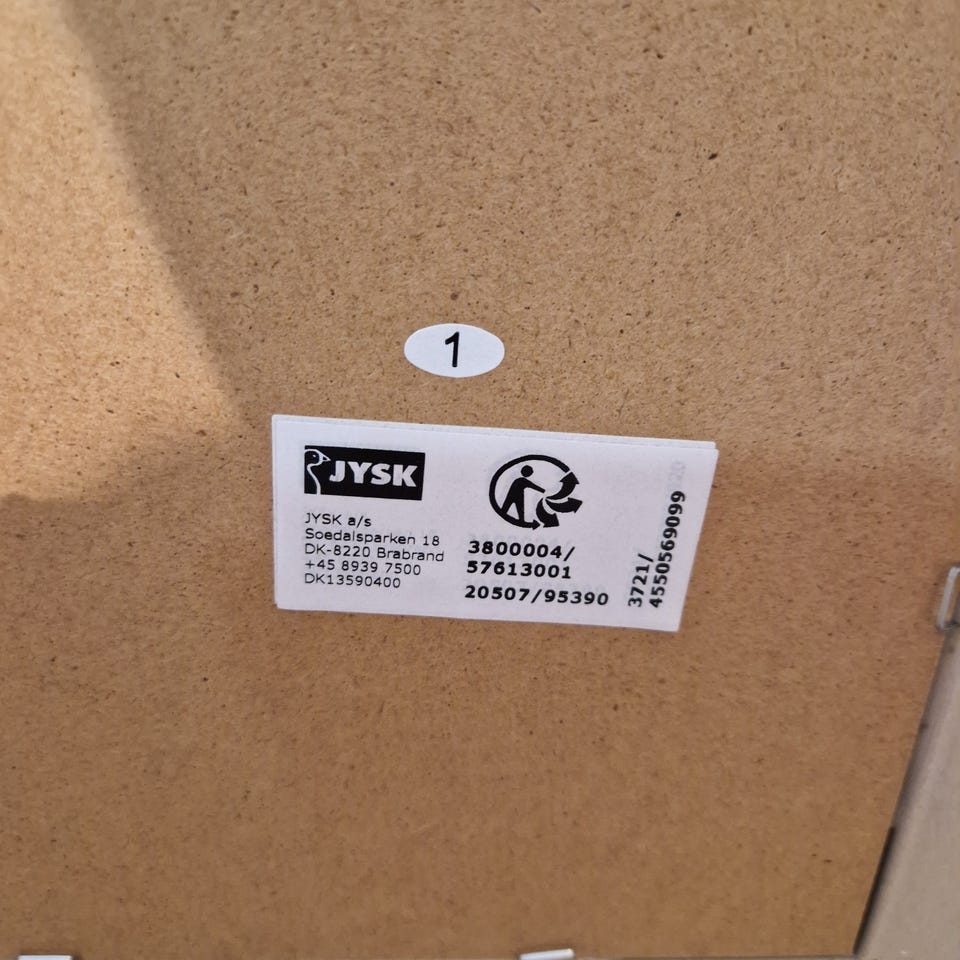 1
JYSK
JYSK a/s
Soedalsparken 18
DK-8220 Brabrand
+45 8939 7500
DK13590400
3800004/
57613001
20507/95390
3721/
4550569099